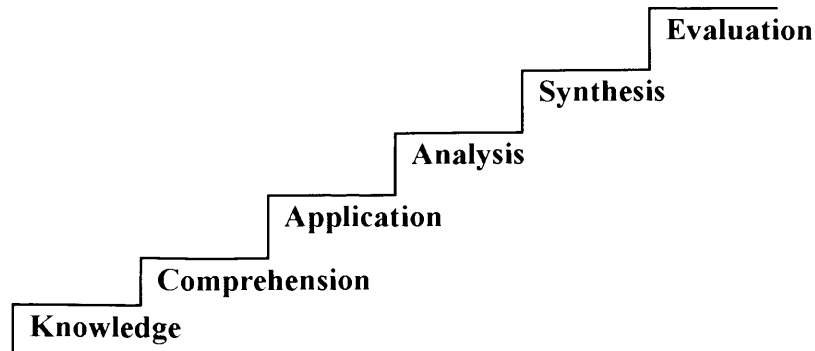 Evaluation
Synthesis
Analysis
Application
Comprehension
Knowledge